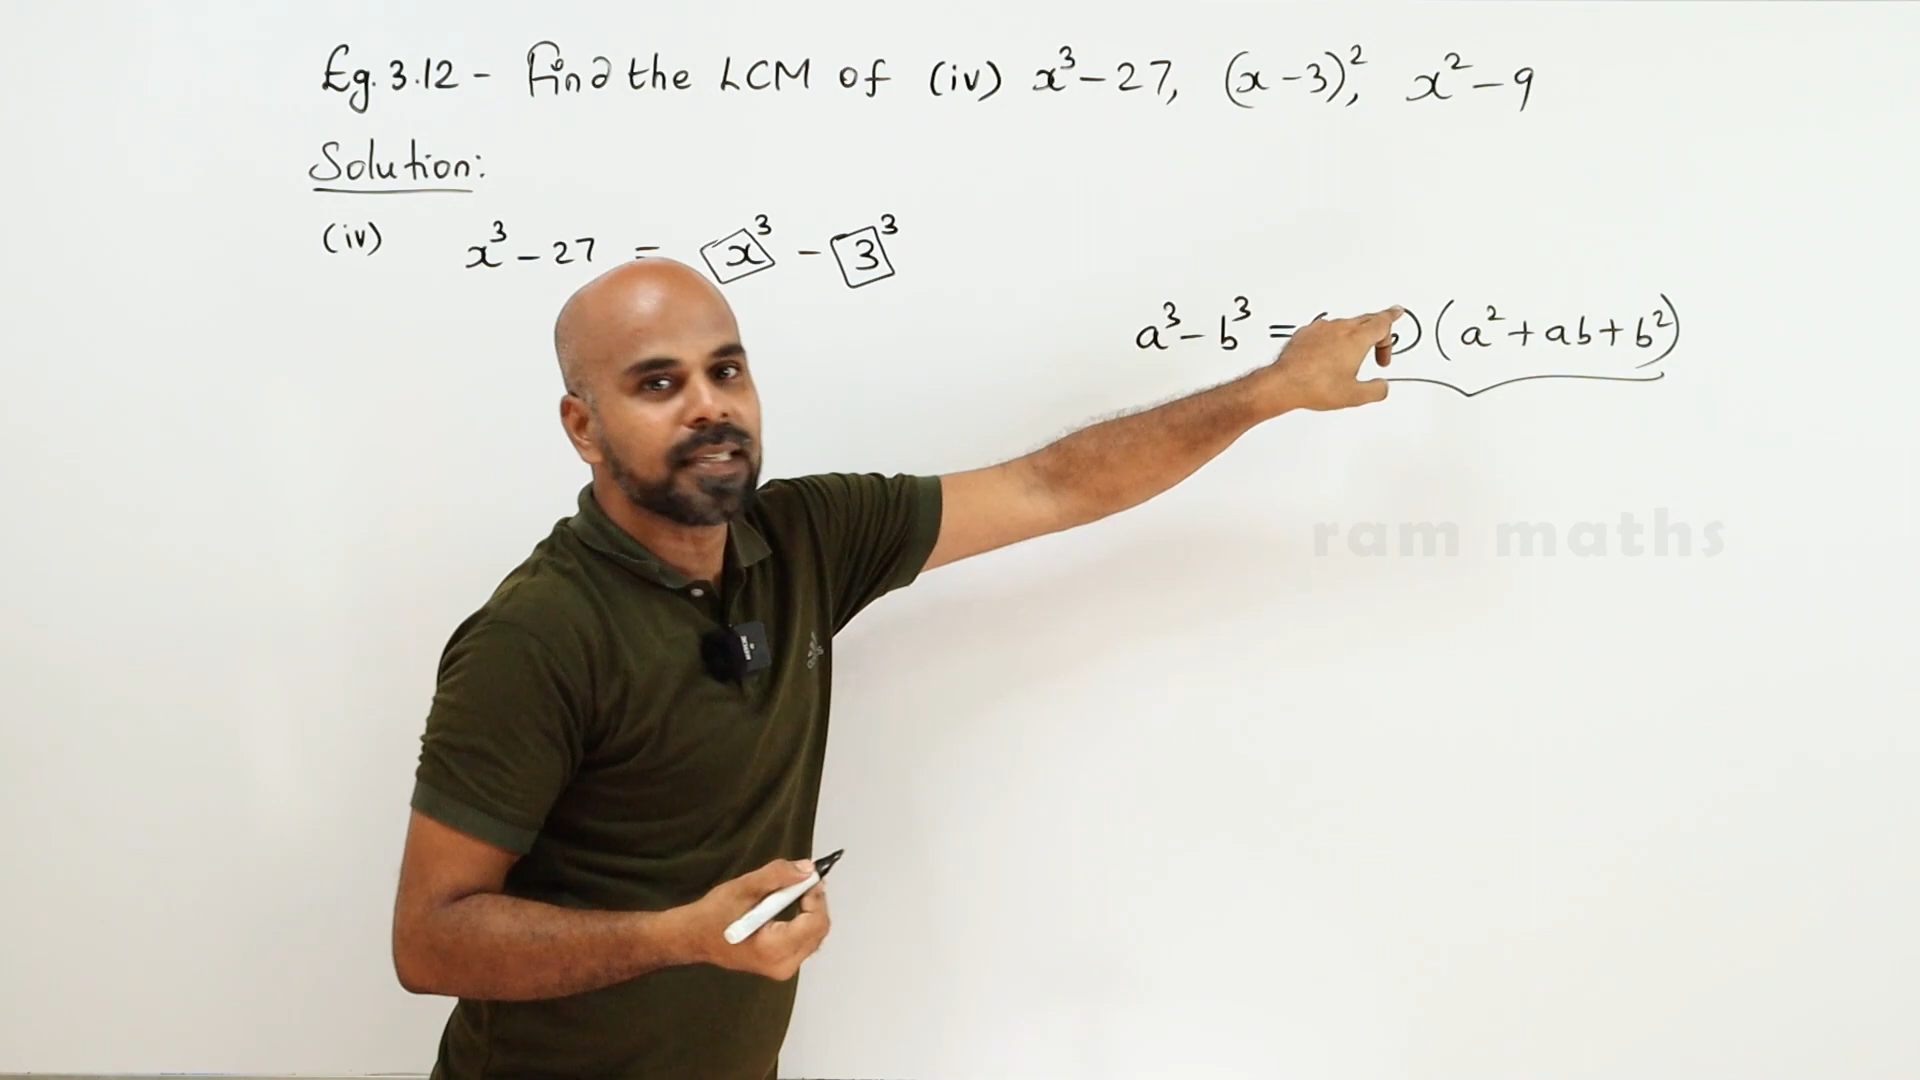 Eg. 3.12 - Find the LCM of (iv) x³ - 27, (x - 3)², x² - 9
Solution:
(iv) x³ - 27 = x³ - 3³
a³ - b³ = ( b) (a² + ab + b²)
ram maths